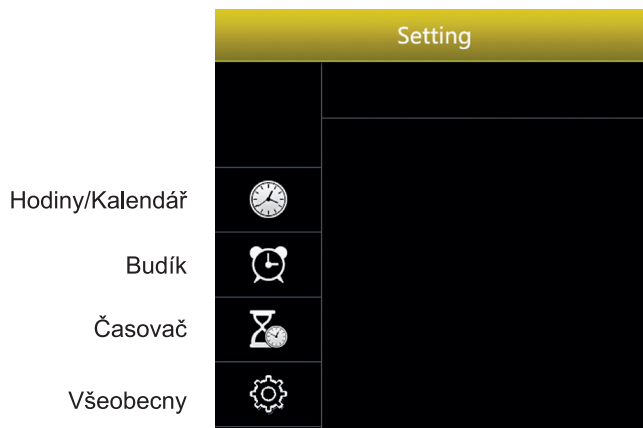 Setting
Hodiny/Kalendář
Budík
Časovač
Všeobecny